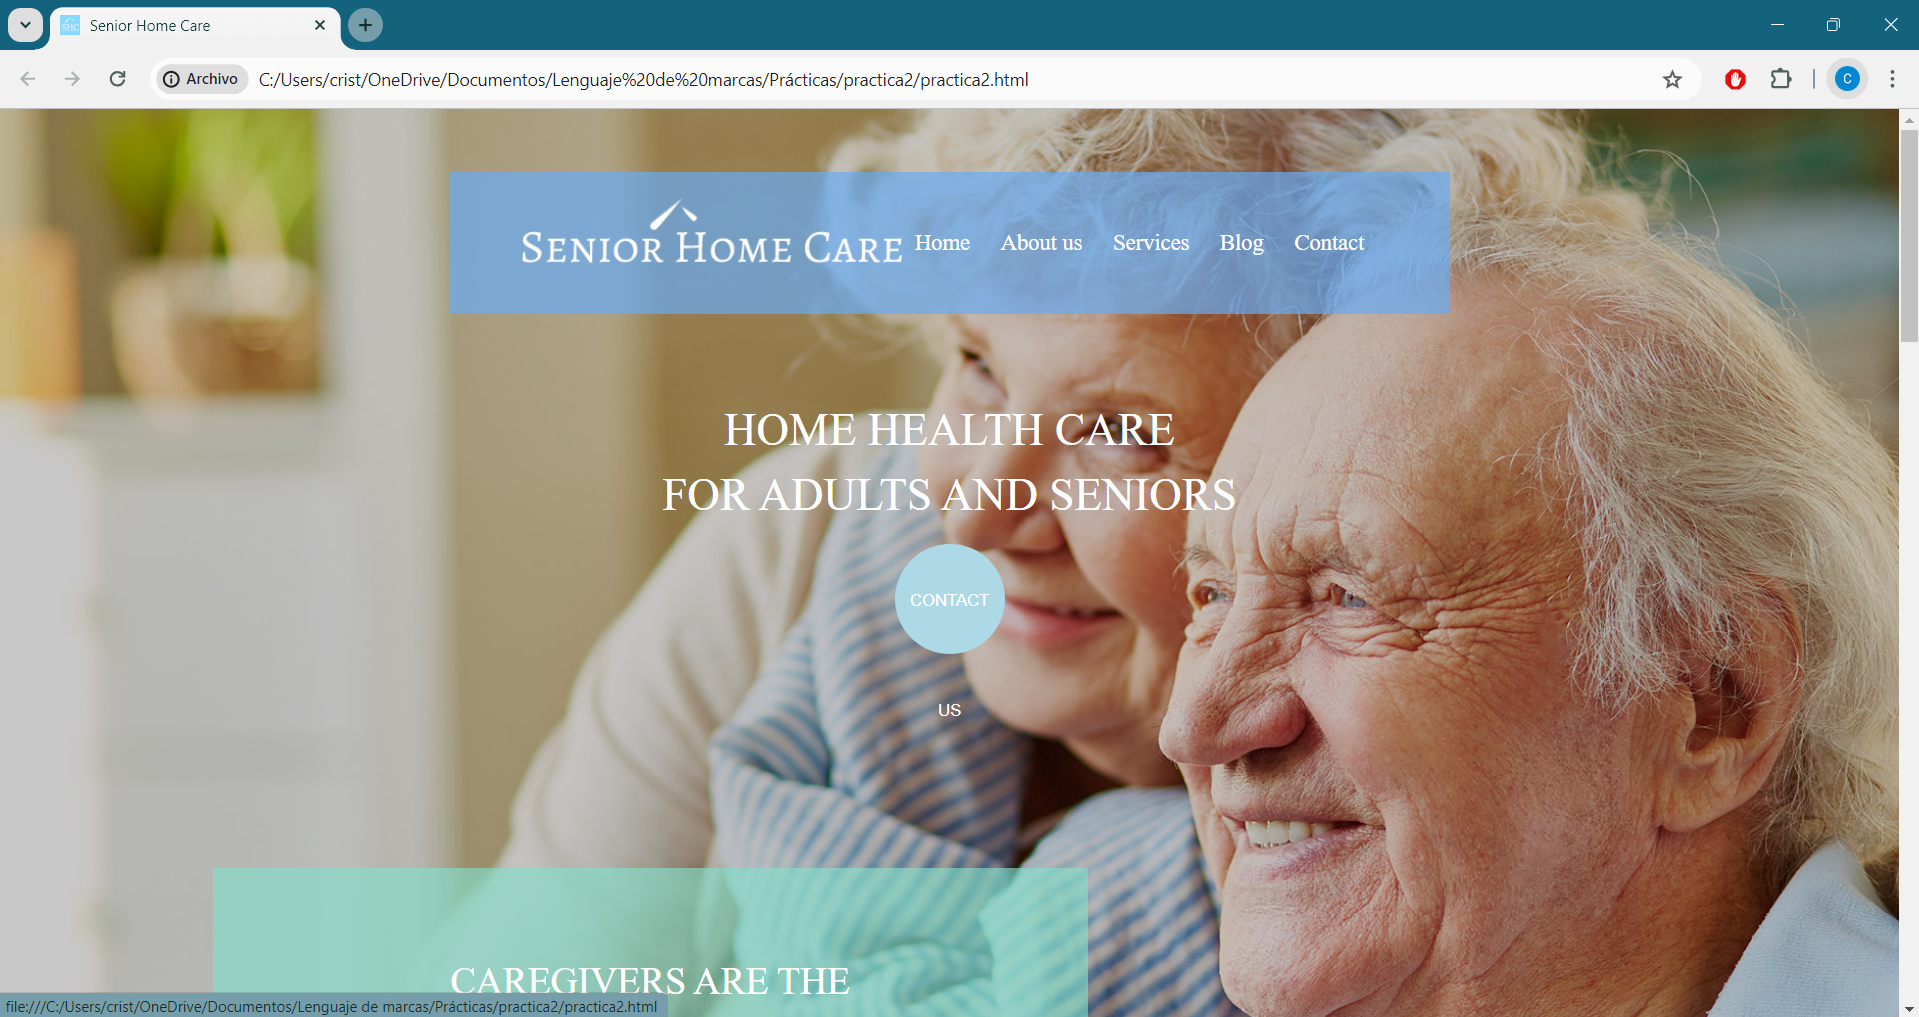 Senior Home Care
Archivo
C:/Users/crist/OneDrive/Documentos/Lenguaje%20de%20marcas/Prácticas/practica2/practica2.html
C
SENIOR HOME CARE
Home About us Services Blog Contact
HOME HEALTH CARE
FOR ADULTS AND SENIORS
CONTACT
US
CAREGIVERS ARE THE
file:///C:/Users/crist/OneDrive/Documentos/Lenguaje de marcas/Prácticas/practica2/practica2.html